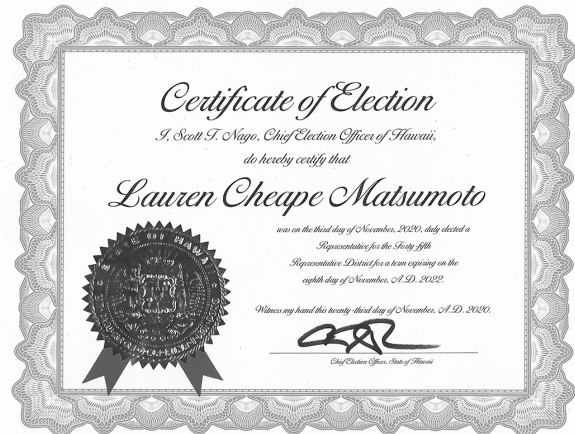 Certificate of Election
I, Scott T. Nago, Chief Election Officer of Hawaii,
do hereby certify that
Lauren Cheape Matsumoto
was on the third day of November, 2020, duly elected a
Representative for the Forty-fifth
Representative District for a term expiring on the
eighth day of November, A.D. 2022.
Witness my hand this twenty-third day of November, A.D. 2020.
Chief Election Officer, State of Hawaii
STATE OF HAWAII